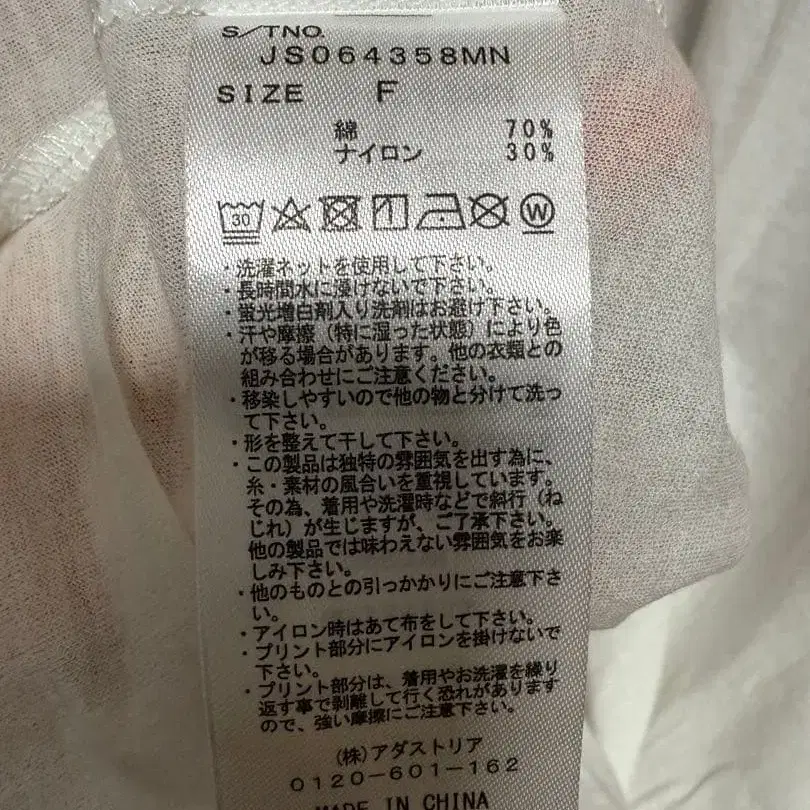 S/TNO.
JS064358MN
SIZE F
綿 70%
ナイロン 30%
30 W
・洗濯ネットを使用して下さい。
・長時間水に浸けないで下さい。
・蛍光増白剤入り洗剤はお避け下さい。
・汗や摩擦（特に湿った状態）により色
が移る場合があります。他の衣類との
組み合わせにご注意ください。
・移染しやすいので他の物と分けて洗っ
て下さい。
・形を整えて干して下さい。
・この製品は独特の雰囲気を出す為に、
糸・素材の風合いを重視しています。
その為、着用や洗濯時などで斜行（ね
じれ）が生じますが、ご了承下さい。
他の製品では味わえない雰囲気をお楽
しみ下さい。
・他のものとの引っかかりにご注意下さ
い。
・アイロン時はあて布をして下さい。
・プリント部分にアイロンを掛けないで
下さい。
・プリント部分は、着用やお洗濯を繰り
返す事で剥離して行く恐れがあります
ので、強い摩擦にご注意下さい。
（株）アダストリア
0120-601-162
MADE IN CHINA